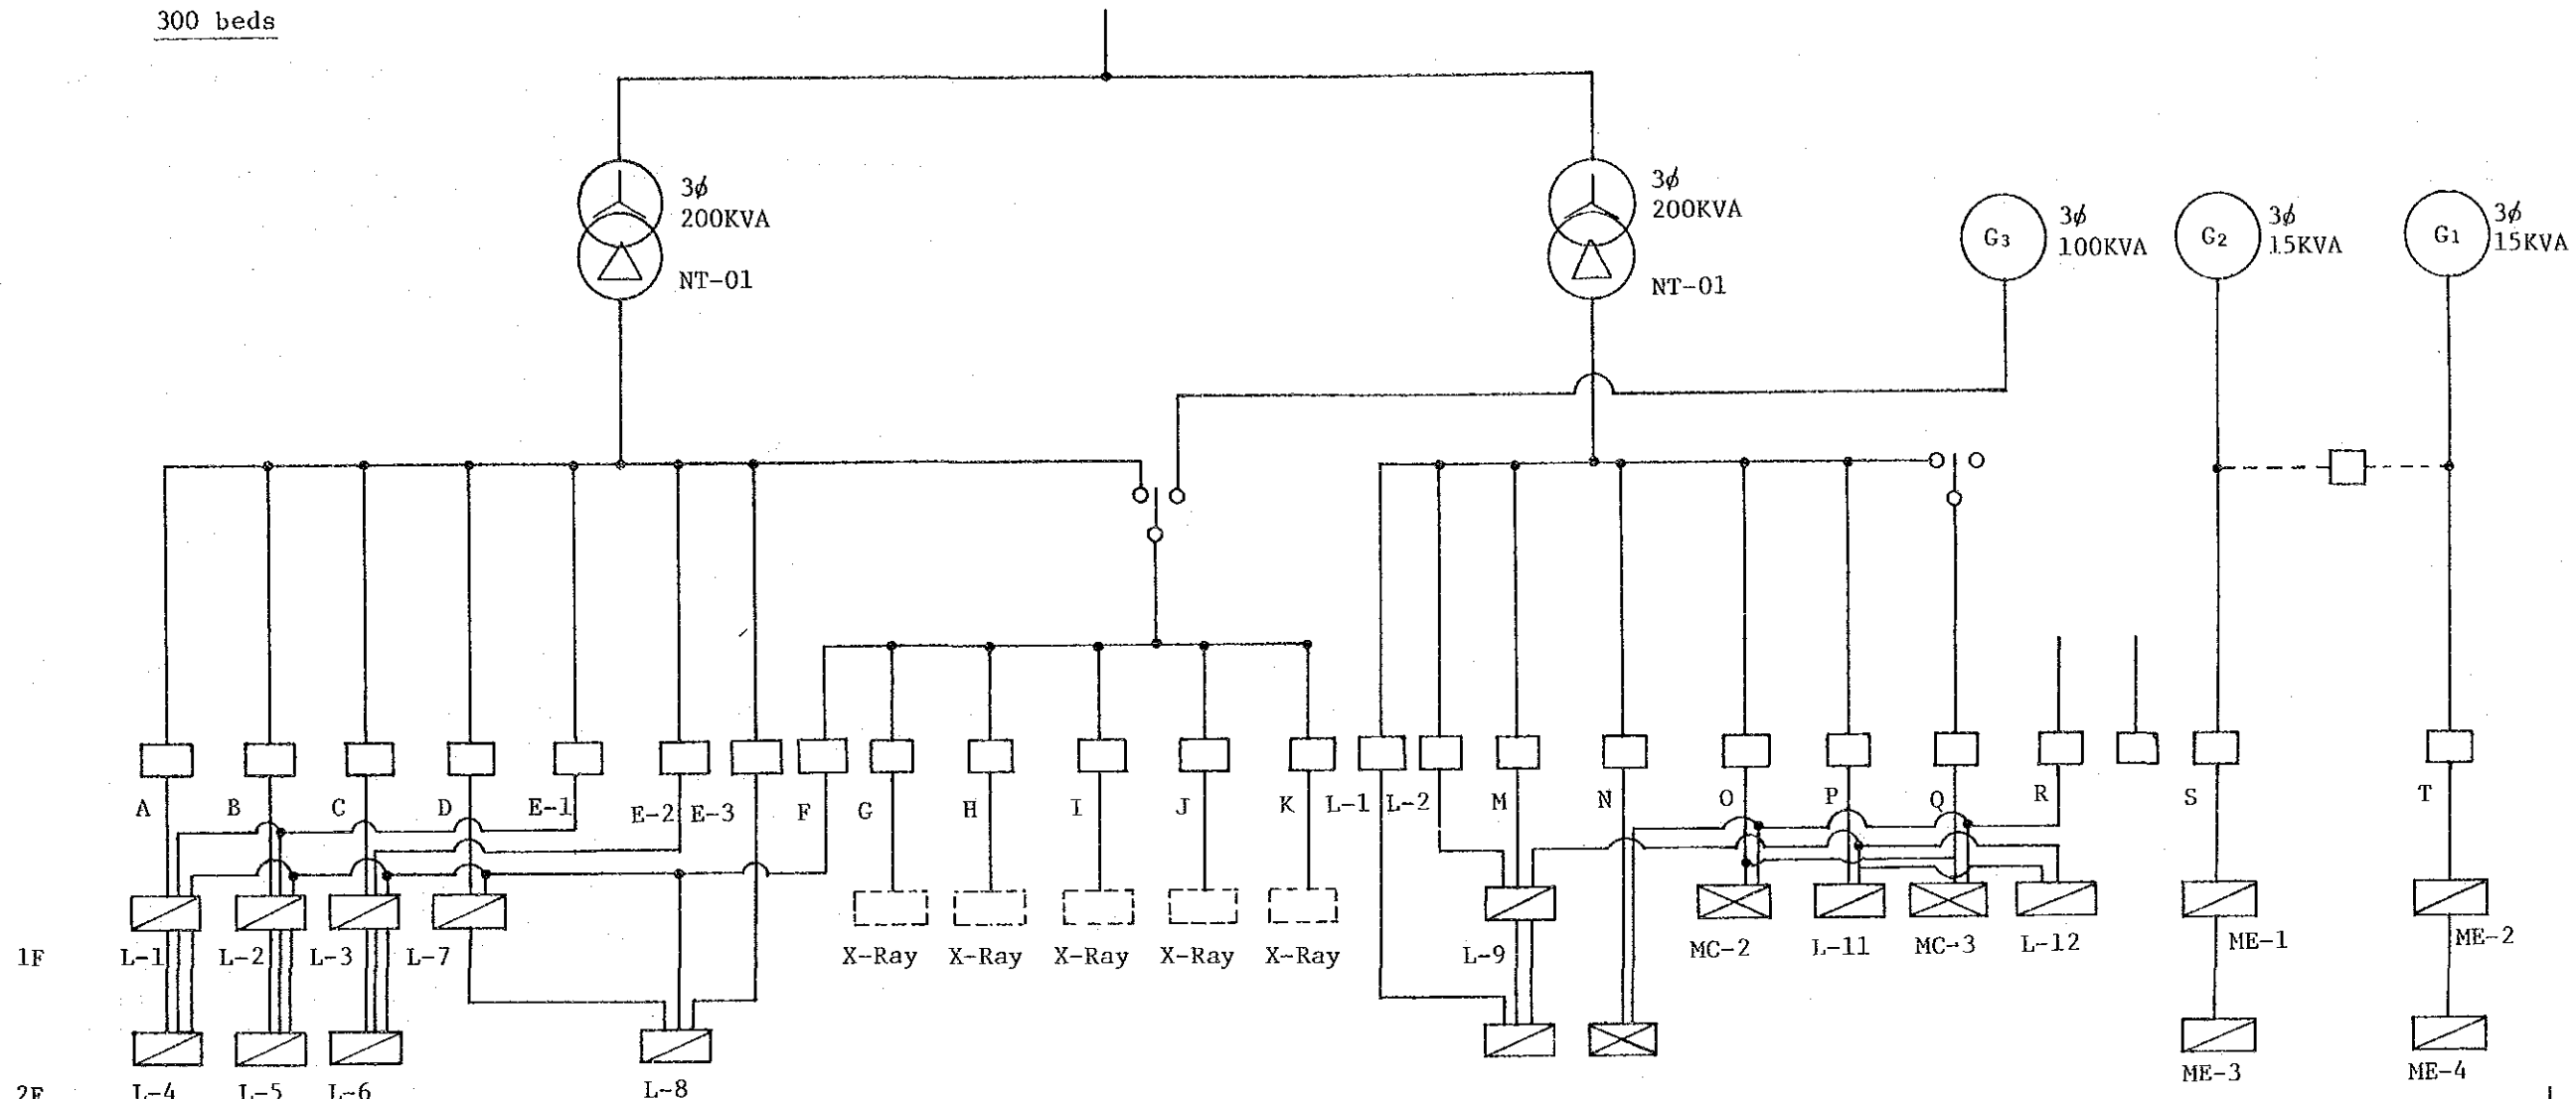 300 beds
3φ
200KVA
NT-01
3φ
200KVA
NT-01
G3
3φ
100KVA
G2
3φ
15KVA
G1
3φ
15KVA
A
B
C
D
E-1
E-2
E-3
F
G
H
I
J
K
L-1
L-2
M
N
O
P
Q
R
S
T
1F
L-1
L-2
L-3
L-7
X-Ray
X-Ray
X-Ray
X-Ray
X-Ray
L-9
MC-2
L-11
MC-3
L-12
ME-1
ME-2
2F
L-4
L-5
L-6
L-8
ME-3
ME-4